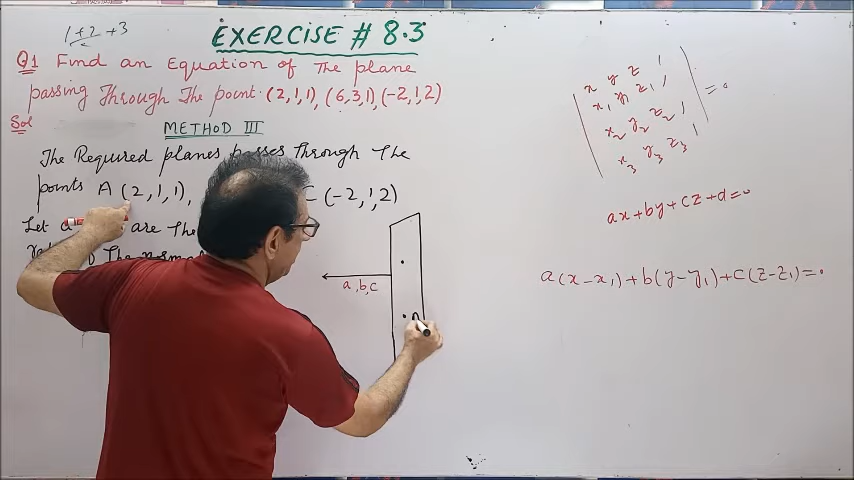 1+2+3
EXERCISE # 8.3
Q1 Find an Equation of The plane
passing Through The point (2,1,1), (6,3,1), (-2,1,2)
Sol
METHOD III
The Required planes passes Through The
points A (2,1,1), C (-2,1,2)
Let are The
a,b,c
x y z 1
x₁ y₁ z₁ 1
x₂ y₂ z₂ 1
x₃ y₃ z₃ 1
=0
ax+by+cz+d=0
a(x-x₁)+b(y-y₁)+c(z-z₁)=0